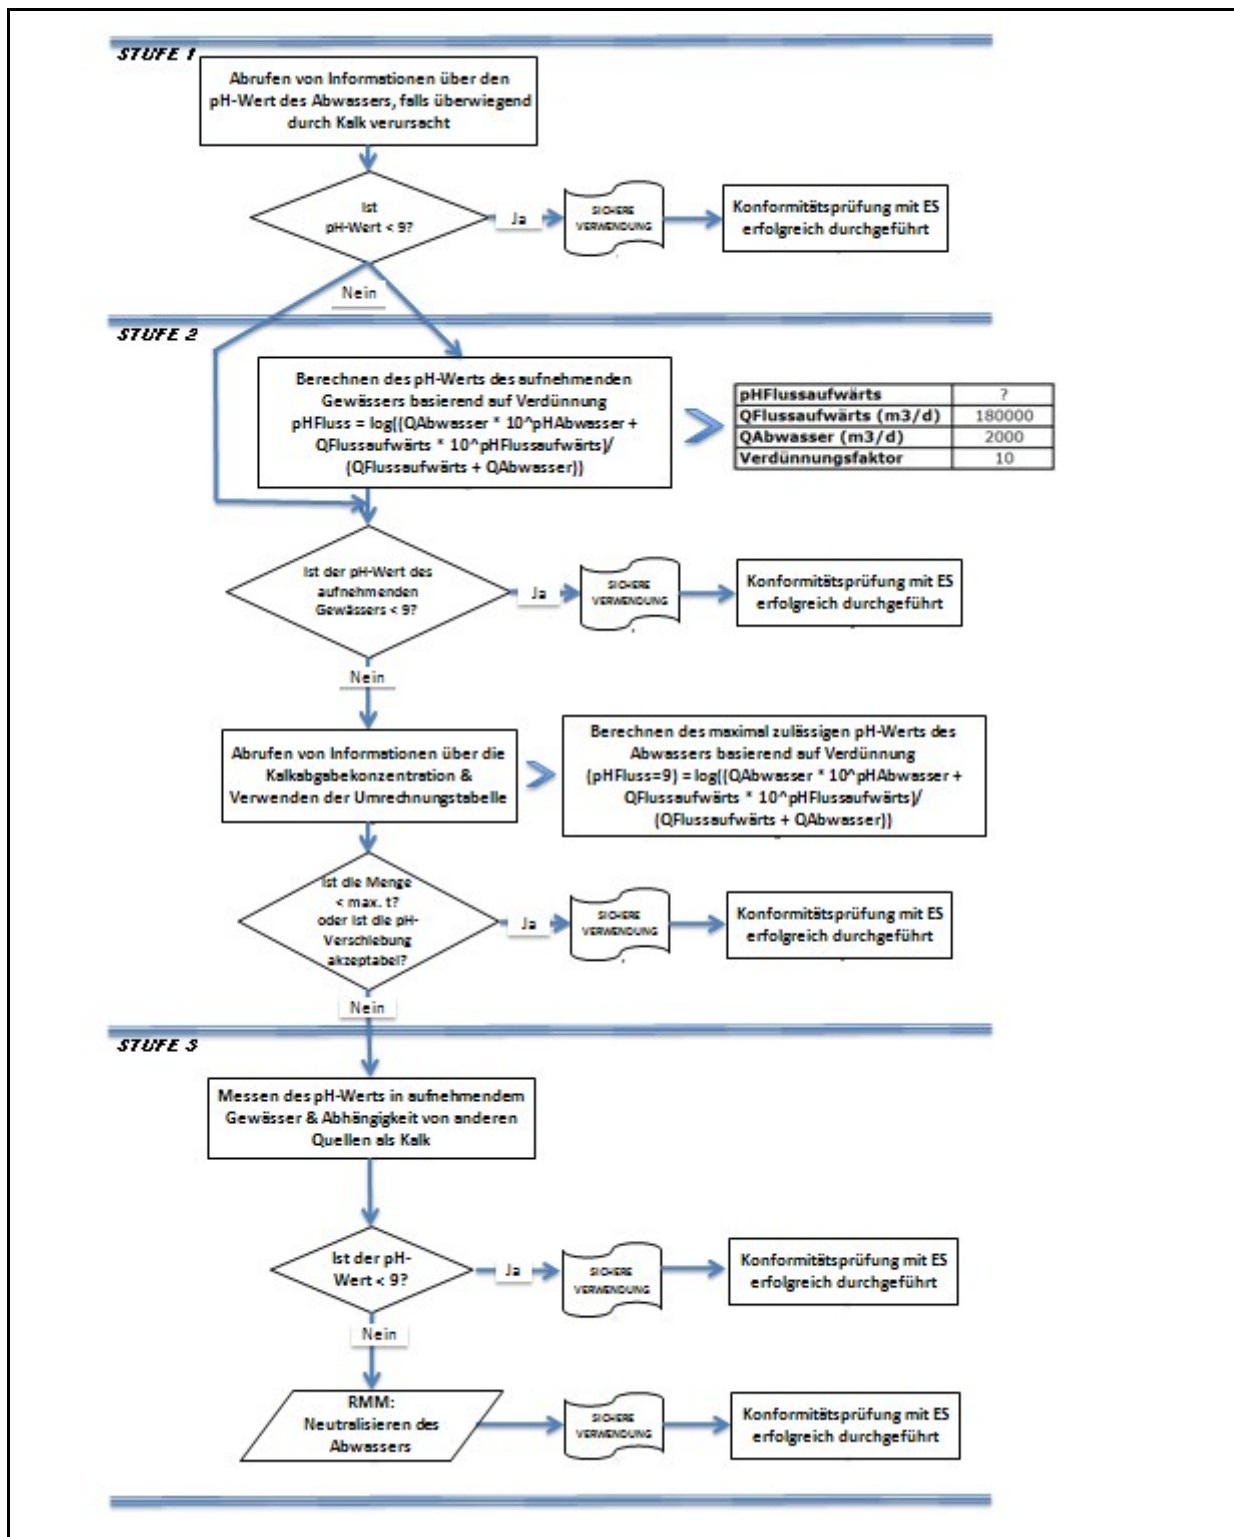 STUFE 1
Abrufen von Informationen über den
pH-Wert des Abwassers, falls überwiegend
durch Kalk verursacht
Ist
pH-Wert < 9?
Ja
SICHERE
VERWENDUNG
Konformitätsprüfung mit ES
erfolgreich durchgeführt
Nein
STUFE 2
Berechnen des pH-Werts des aufnehmenden
Gewässers basierend auf Verdünnung
pHFluss = log((QAbwasser * 10^pHAbwasser +
QFlussaufwärts * 10^pHFlussaufwärts)/
(QFlussaufwärts + QAbwasser))
pHFlussaufwärts ?
QFlussaufwärts (m3/d) 180000
QAbwasser (m3/d) 2000
Verdünnungsfaktor 10
Ist der pH-Wert des
aufnehmenden
Gewässers < 9?
Ja
SICHERE
VERWENDUNG
Konformitätsprüfung mit ES
erfolgreich durchgeführt
Nein
Abrufen von Informationen über die
Kalkabgabekonzentration &
Verwenden der Umrechnungstabelle
Berechnen des maximal zulässigen pH-Werts des
Abwassers basierend auf Verdünnung
(pHFluss=9) = log((QAbwasser * 10^pHAbwasser +
QFlussaufwärts * 10^pHFlussaufwärts)/
(QFlussaufwärts + QAbwasser))
Ist die Menge
< max. t?
oder ist die pH-
Verschiebung
akzeptabel?
Ja
SICHERE
VERWENDUNG
Konformitätsprüfung mit ES
erfolgreich durchgeführt
Nein
STUFE 3
Messen des pH-Werts in aufnehmendem
Gewässer & Abhängigkeit von anderen
Quellen als Kalk
Ist der pH-
Wert < 9?
Ja
SICHERE
VERWENDUNG
Konformitätsprüfung mit ES
erfolgreich durchgeführt
Nein
RMM:
Neutralisieren des
Abwassers
SICHERE
VERWENDUNG
Konformitätsprüfung mit ES
erfolgreich durchgeführt